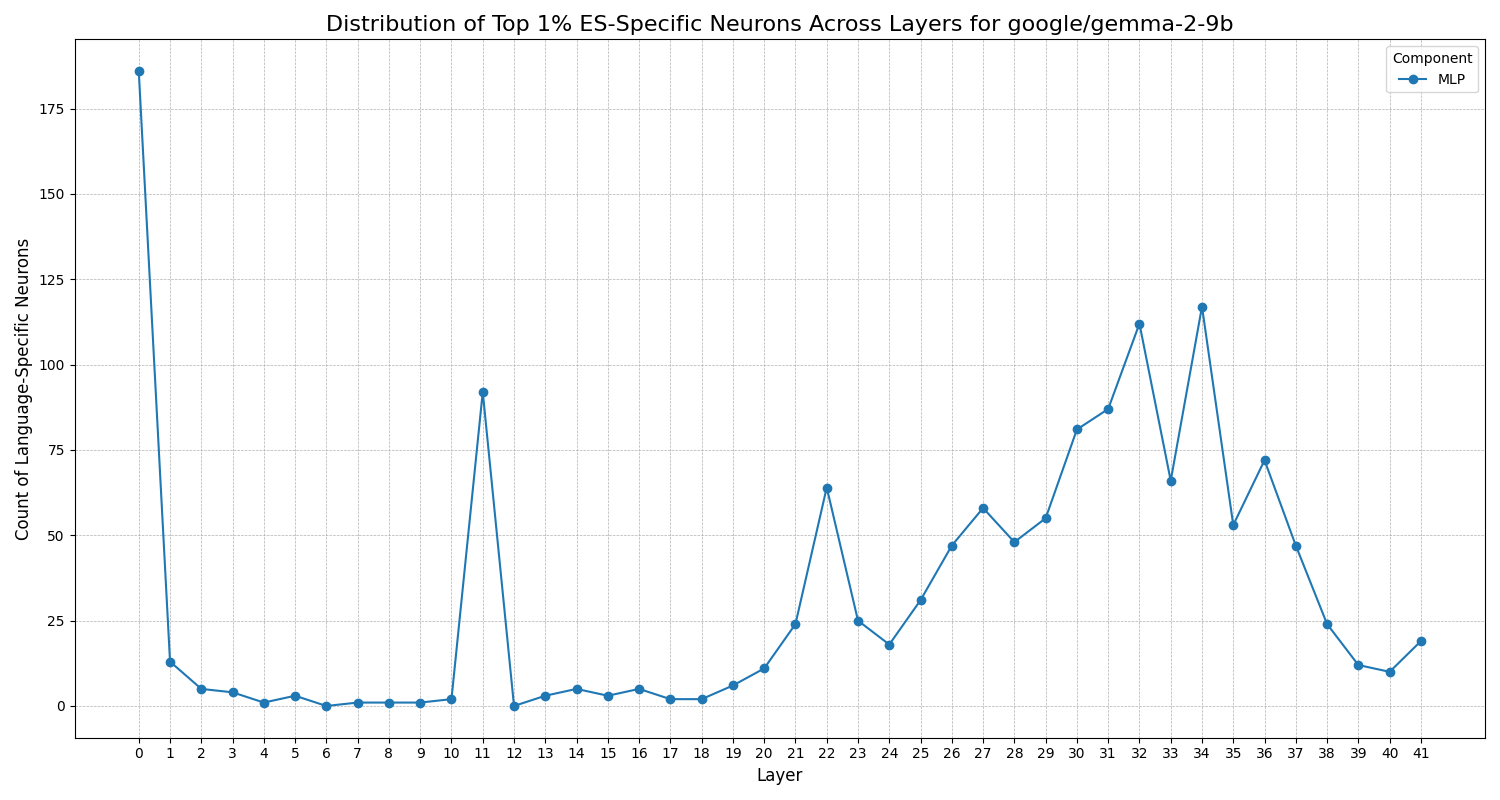 Distribution of Top 1% ES-Specific Neurons Across Layers for google/gemma-2-9b
Component
MLP
Count of Language-Specific Neurons
175
150
125
100
75
50
25
0
0 1 2 3 4 5 6 7 8 9 10 11 12 13 14 15 16 17 18 19 20 21 22 23 24 25 26 27 28 29 30 31 32 33 34 35 36 37 38 39 40 41
Layer